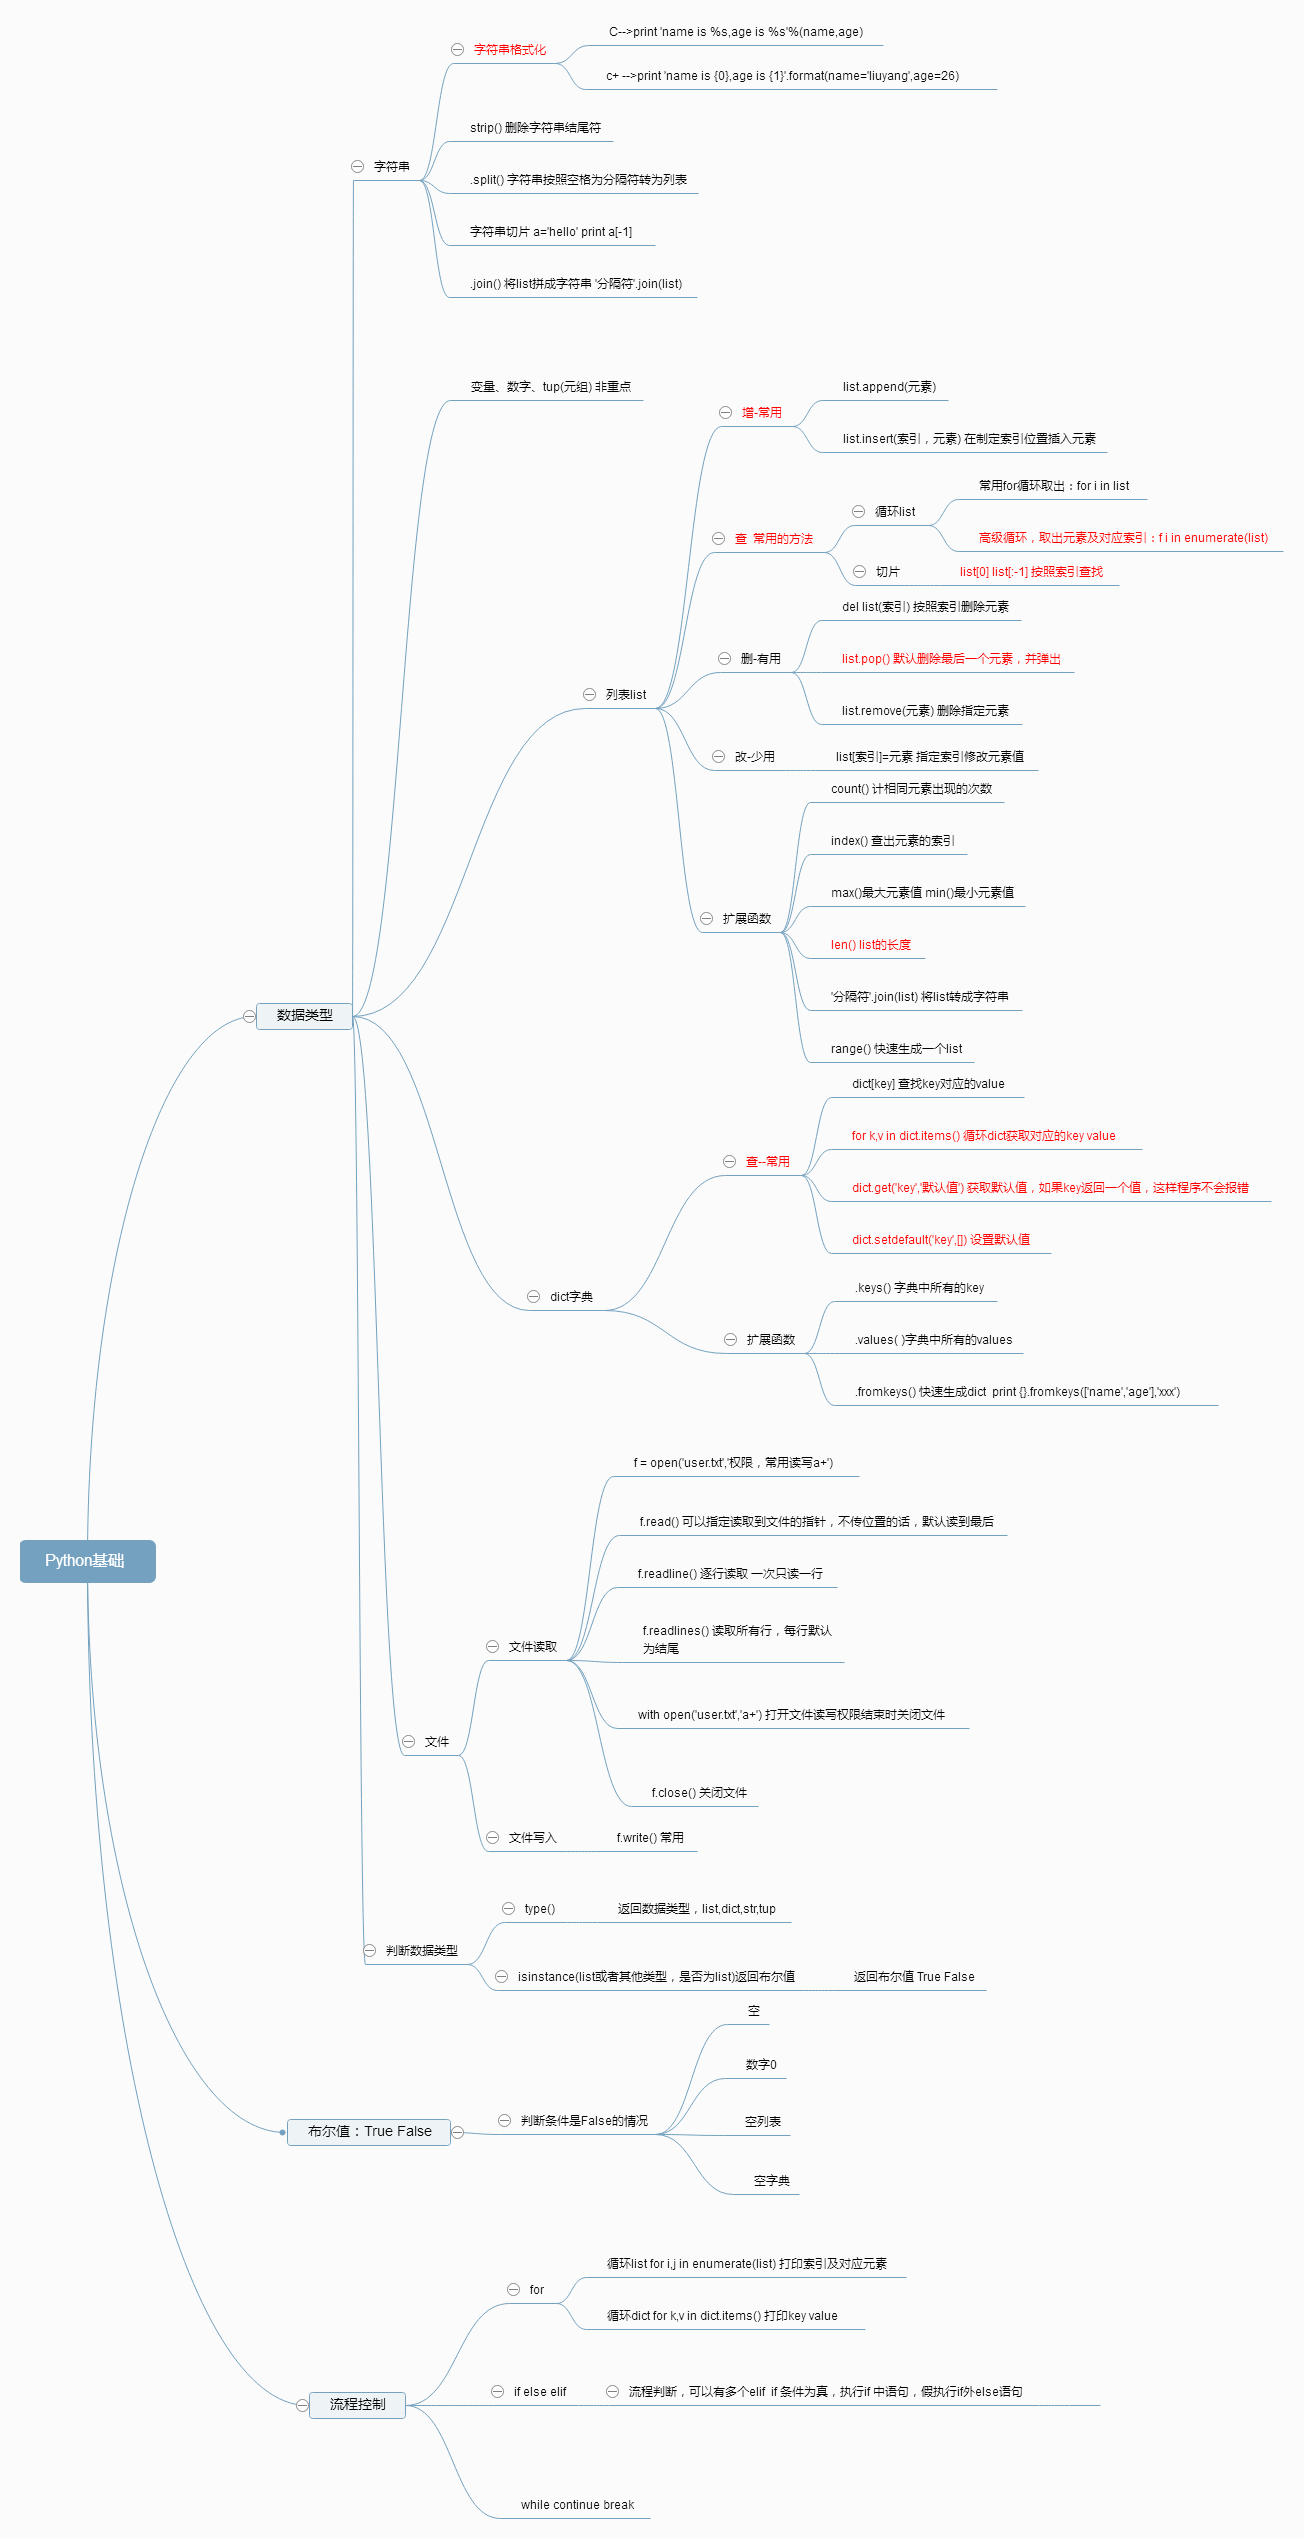 C-->print 'name is %s,age is %s'%(name,age)
字符串格式化
c+ -->print 'name is {0},age is {1}'.format(name='liuyang',age=26)
strip() 删除字符串结尾符
字符串
.split() 字符串按照空格为分隔符转为列表
字符串切片 a='hello' print a[-1]
.join() 将list拼成字符串 '分隔符'.join(list)
变量、数字、tup(元组) 非重点
list.append(元素)
增-常用
list.insert(索引，元素) 在制定索引位置插入元素
常用for循环取出：for i in list
循环list
高级循环，取出元素及对应索引：f i in enumerate(list)
查  常用的方法
切片
list[0] list[:-1] 按照索引查找
del list(索引) 按照索引删除元素
删-有用
list.pop() 默认删除最后一个元素，并弹出
列表list
list.remove(元素) 删除指定元素
改-少用
list[索引]=元素 指定索引修改元素值
count() 计相同元素出现的次数
index() 查出元素的索引
max()最大元素值 min()最小元素值
扩展函数
len() list的长度
'分隔符'.join(list) 将list转成字符串
数据类型
range() 快速生成一个list
dict[key] 查找key对应的value
for k,v in dict.items() 循环dict获取对应的key value
查--常用
dict.get('key','默认值') 获取默认值，如果key返回一个值，这样程序不会报错
dict.setdefault('key',[]) 设置默认值
dict字典
.keys() 字典中所有的key
扩展函数
.values( )字典中所有的values
.fromkeys() 快速生成dict  print {}.fromkeys(['name','age'],'xxx')
f = open('user.txt','权限，常用读写a+')
f.read() 可以指定读取到文件的指针，不传位置的话，默认读到最后
Python基础
f.readline() 逐行读取 一次只读一行
f.readlines() 读取所有行，每行默认
为结尾
文件读取
with open('user.txt','a+') 打开文件读写权限结束时关闭文件
文件
f.close() 关闭文件
文件写入
f.write() 常用
type()
返回数据类型，list,dict,str,tup
判断数据类型
isinstance(list或者其他类型，是否为list)返回布尔值
返回布尔值 True False
空
数字0
布尔值：True False
判断条件是False的情况
空列表
空字典
循环list for i,j in enumerate(list) 打印索引及对应元素
for
循环dict for k,v in dict.items() 打印key value
流程控制
if else elif
流程判断，可以有多个elif  if 条件为真，执行if 中语句，假执行if外else语句
while continue break